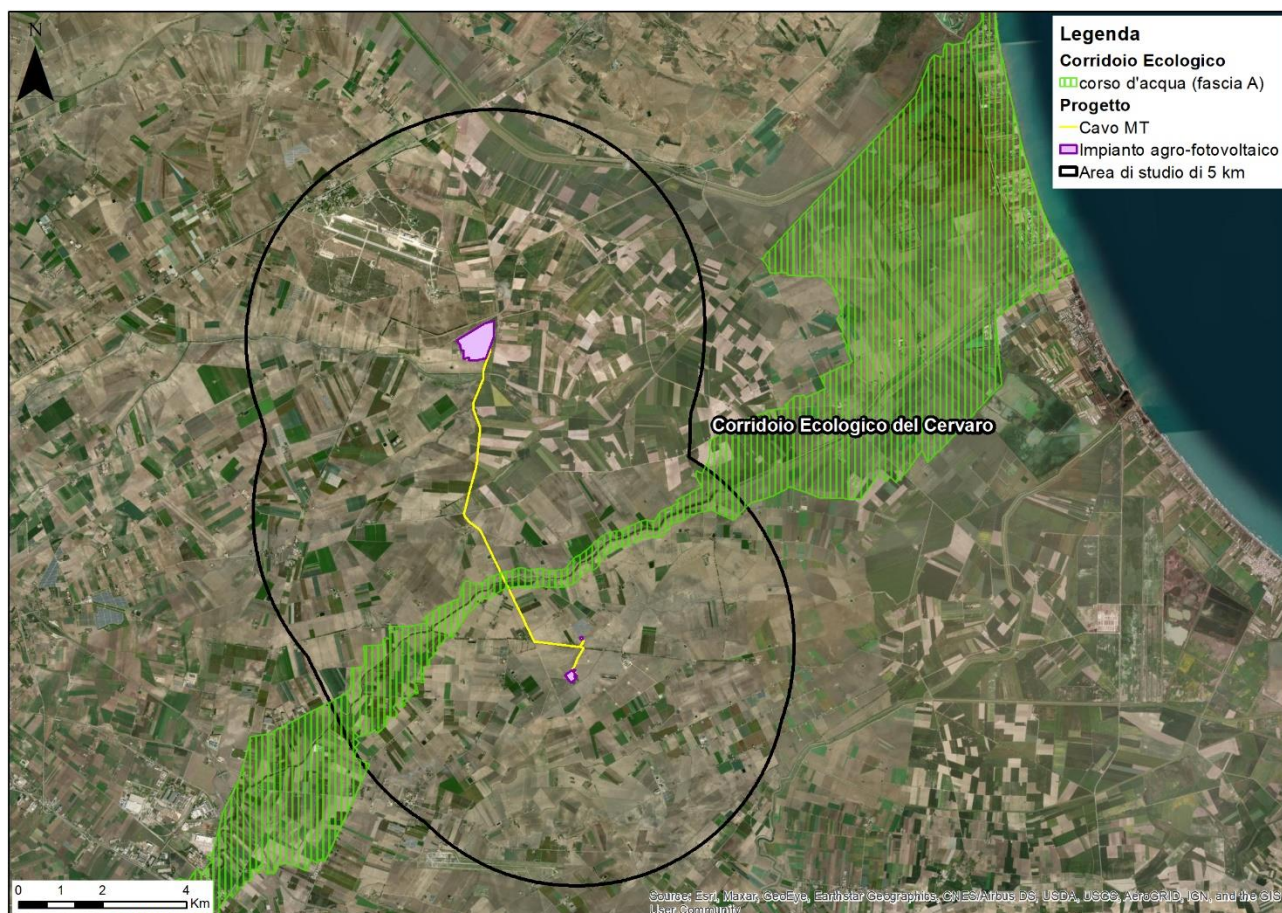 N
Legenda
Corridoio Ecologico
corso d'acqua (fascia A)
Progetto
Cavo MT
Impianto agro-fotovoltaico
Area di studio di 5 km
Corridoio Ecologico del Cervaro
0 1 2 4
Km
Source: Esri, Maxar, GeoEye, Earthstar Geographics, CNES/Airbus DS, USDA, USGS, AeroGRID, IGN, and the GIS
User Community